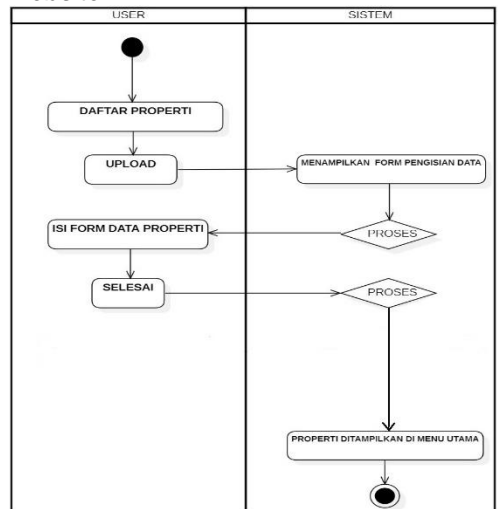 USER
SISTEM
DAFTAR PROPERTI
UPLOAD
MENAMPILKAN FORM PENGISIAN DATA
ISI FORM DATA PROPERTI
PROSES
SELESAI
PROSES
PROPERTI DITAMPILKAN DI MENU UTAMA